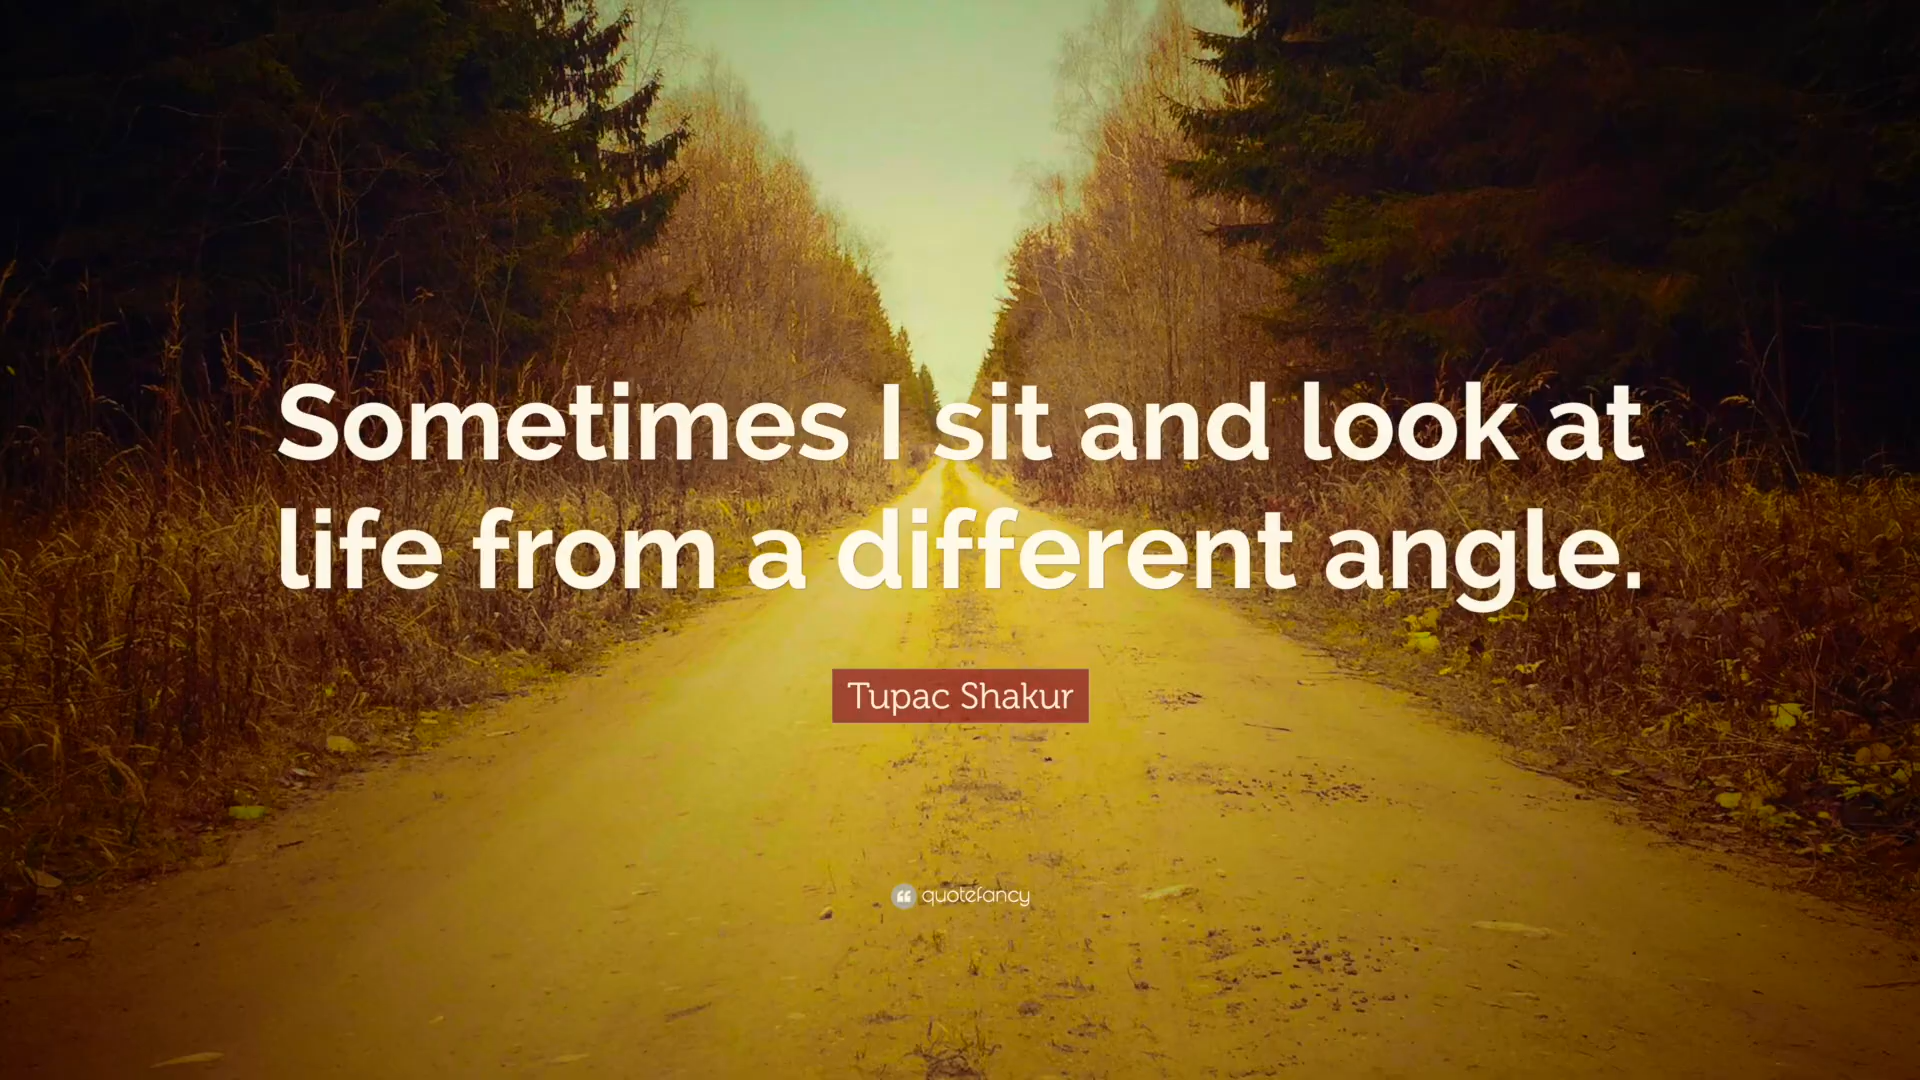 Sometimes I sit and look at
life from a different angle.
Tupac Shakur
quotefancy